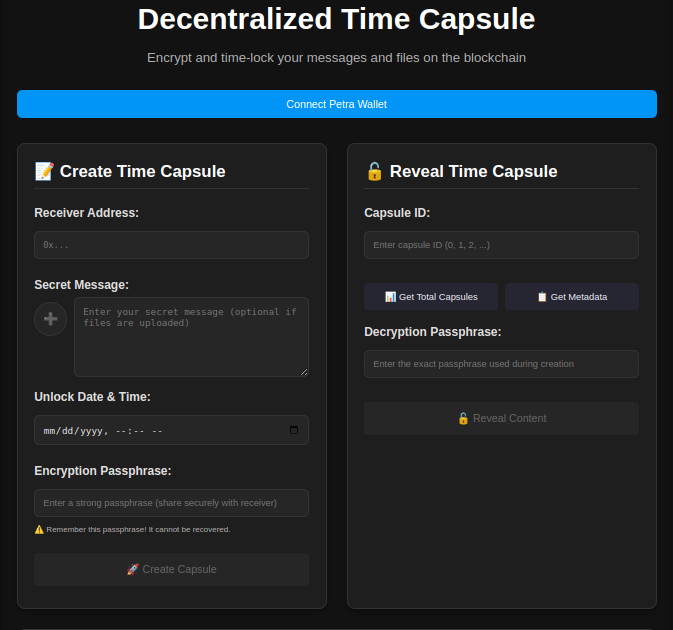 Decentralized Time Capsule
Encrypt and time-lock your messages and files on the blockchain
Connect Petra Wallet
📝 Create Time Capsule
Receiver Address:
0x...
Secret Message:
➕
Enter your secret message (optional if
files are uploaded)
Unlock Date & Time:
mm/dd/yyyy, --:-- --
Encryption Passphrase:
Enter a strong passphrase (share securely with receiver)
⚠️ Remember this passphrase! It cannot be recovered.
🚀 Create Capsule
🔓 Reveal Time Capsule
Capsule ID:
Enter capsule ID (0, 1, 2, ...)
📊 Get Total Capsules
📋 Get Metadata
Decryption Passphrase:
Enter the exact passphrase used during creation
🔓 Reveal Content